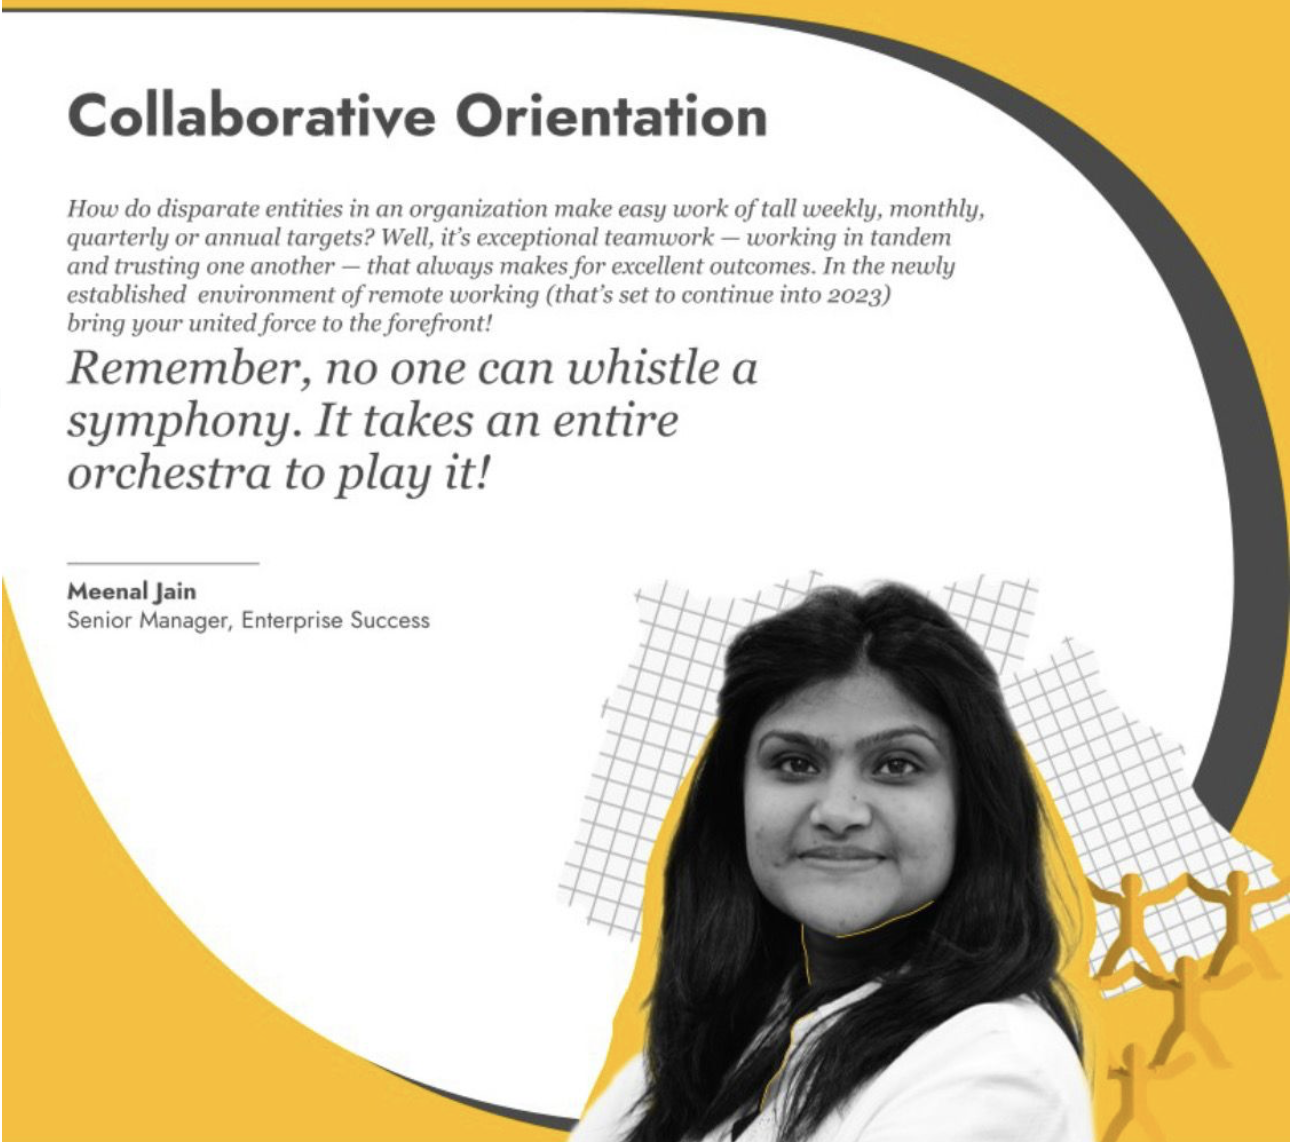 Collaborative Orientation
How do disparate entities in an organization make easy work of tall weekly, monthly,
quarterly or annual targets? Well, it’s exceptional teamwork — working in tandem
and trusting one another — that always makes for excellent outcomes. In the newly
established  environment of remote working (that’s set to continue into 2023)
bring your united force to the forefront!
Remember, no one can whistle a
symphony. It takes an entire
orchestra to play it!
Meenal Jain
Senior Manager, Enterprise Success